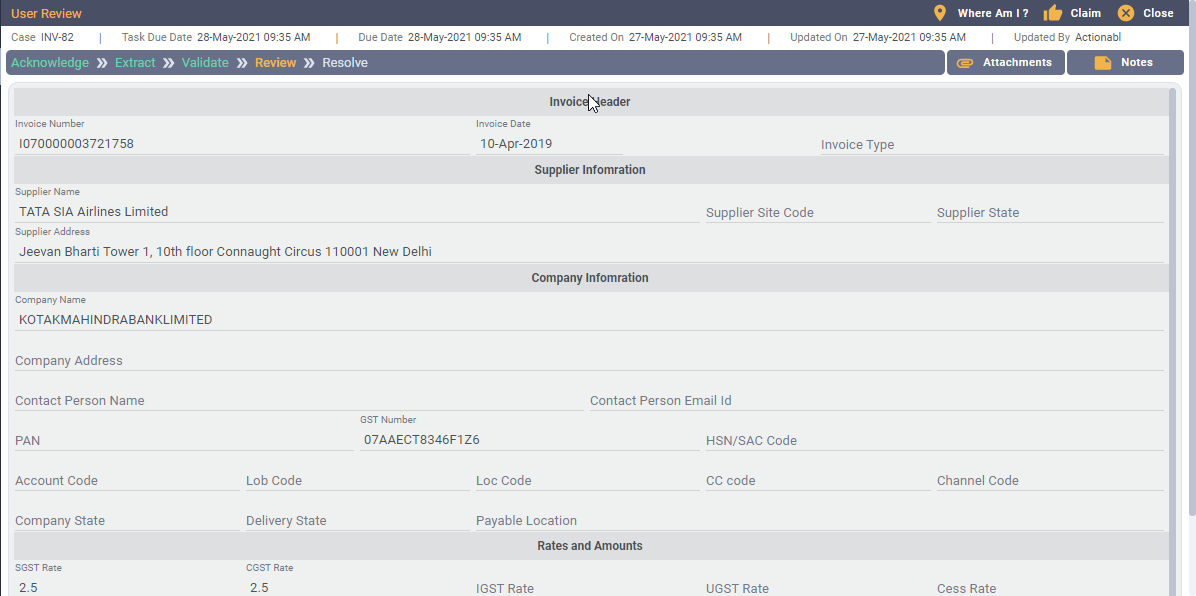 User Review Where Am I ? Claim Close
Case INV-82 | Task Due Date 28-May-2021 09:35 AM | Due Date 28-May-2021 09:35 AM | Created On 27-May-2021 09:35 AM | Updated On 27-May-2021 09:35 AM | Updated By Actionabl
Acknowledge » Extract » Validate » Review » Resolve Attachments Notes
Invoice Header
Invoice Number Invoice Date
I070000003721758 10-Apr-2019 Invoice Type
Supplier Infomration
Supplier Name
TATA SIA Airlines Limited Supplier Site Code Supplier State
Supplier Address
Jeevan Bharti Tower 1, 10th floor Connaught Circus 110001 New Delhi
Company Infomration
Company Name
KOTAKMAHINDRABANKLIMITED
Company Address
Contact Person Name Contact Person Email Id
GST Number
PAN 07AAECT8346F1Z6 HSN/SAC Code
Account Code Lob Code Loc Code CC code Channel Code
Company State Delivery State Payable Location
Rates and Amounts
SGST Rate CGST Rate
2.5 2.5 IGST Rate UGST Rate Cess Rate